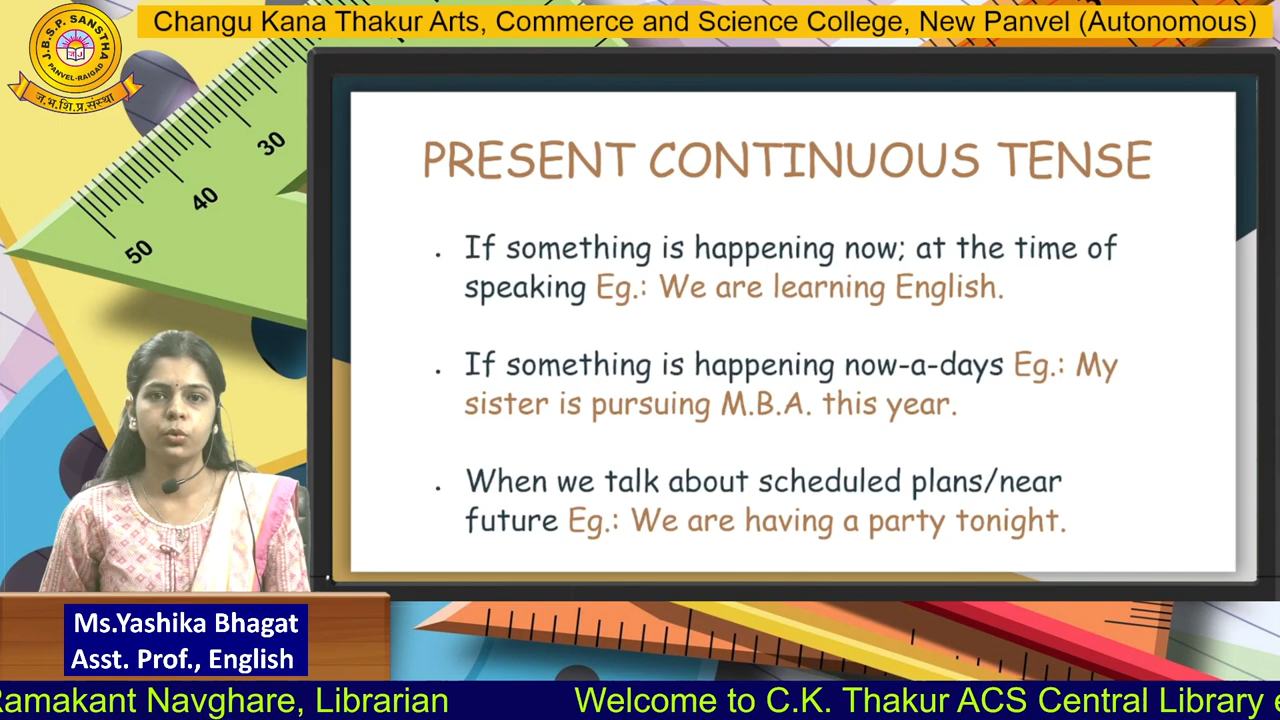 Changu Kana Thakur Arts, Commerce and Science College, New Panvel (Autonomous)
J.B.S.P. SANSTHA
PANVEL-RAIGAD
ज.भ.शि.प्र.संस्था
30
40
50
PRESENT CONTINUOUS TENSE
. If something is happening now; at the time of
speaking Eg.: We are learning English.
. If something is happening now-a-days Eg.: My
sister is pursuing M.B.A. this year.
. When we talk about scheduled plans/near
future Eg.: We are having a party tonight.
Ms.Yashika Bhagat
Asst. Prof., English
Ramakant Navghare, Librarian Welcome to C.K. Thakur ACS Central Library